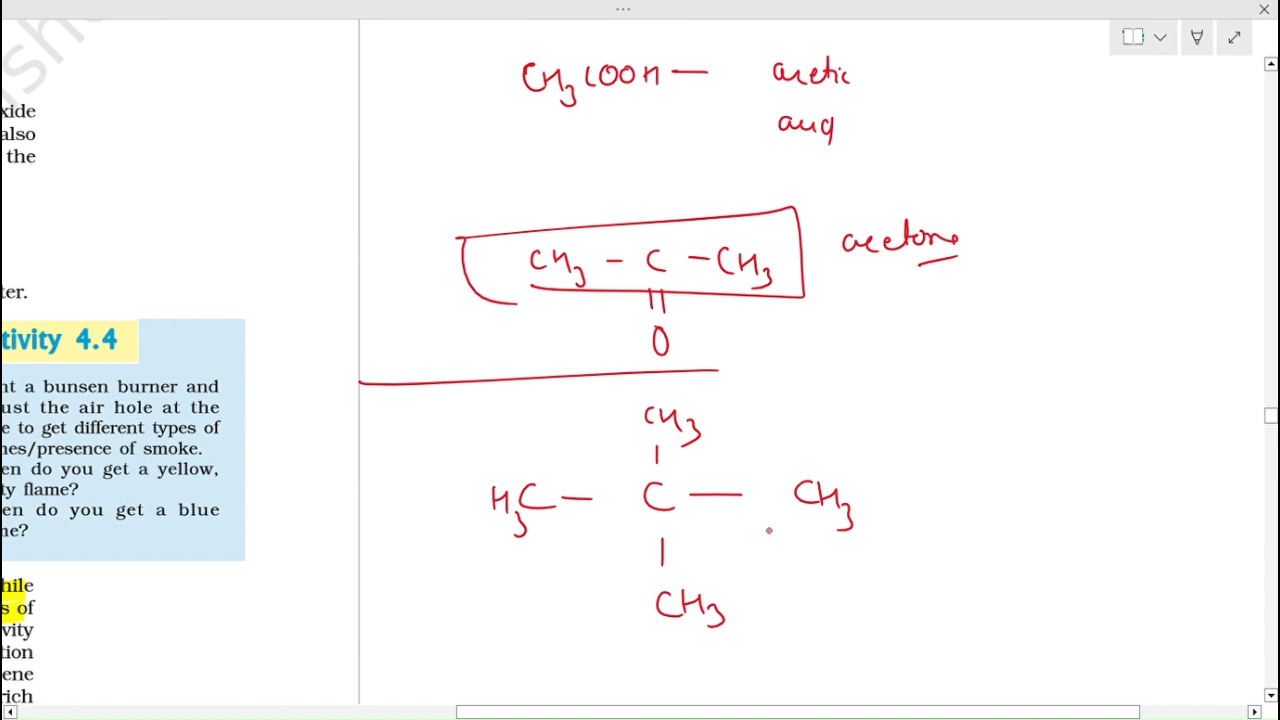 xide
also
the
ter.
tivity 4.4
nt a bunsen burner and
ust the air hole at the
e to get different types of
nes/presence of smoke.
en do you get a yellow,
ty flame?
en do you get a blue
ne?
hile
s of
vity
tion
ene
rich
CH3COOH — acetic
acid
CH3 – C – CH3 acetone
||
O
CH3
|
H3C — C — CH3
|
CH3